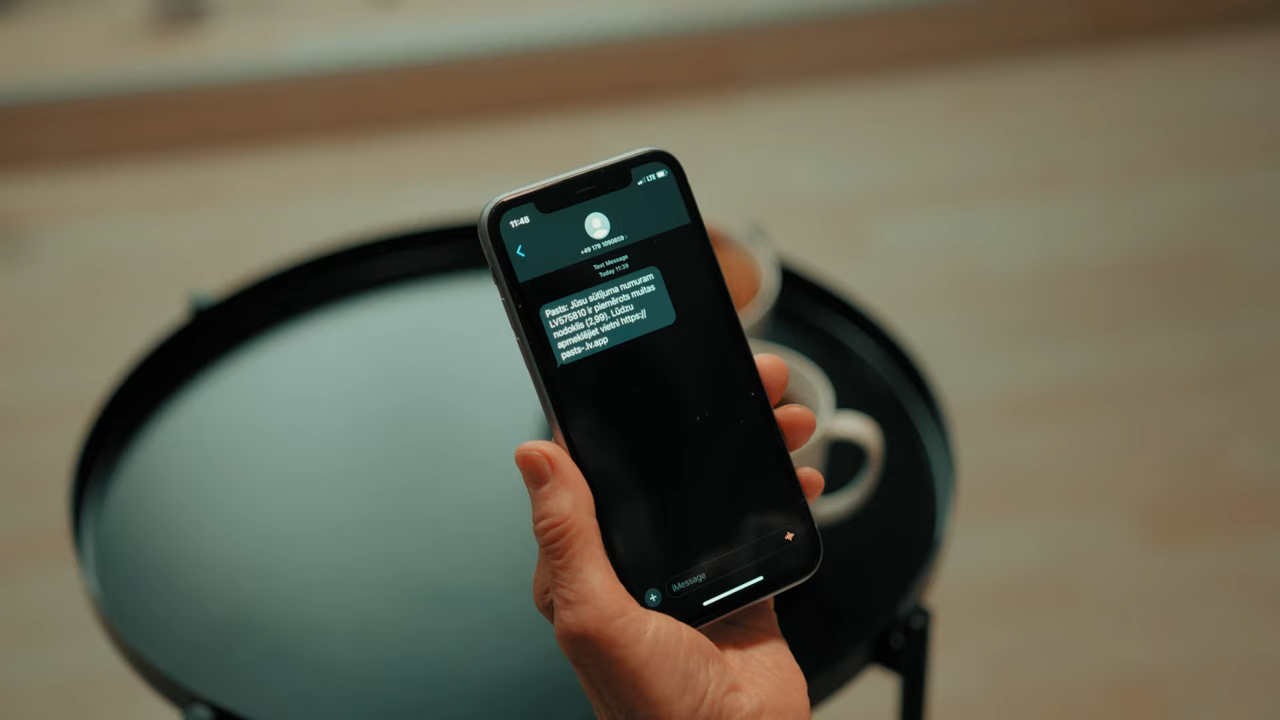 11:48
LTE
+49 179 1090859
Text Message
Today 11:39
Pasts: Jūsu sūtījuma numuram
LV575810 ir piemērots muitas
nodoklis (2,99). Lūdzu
apmeklējiet vietni https://
pasts-.lv.app
iMessage